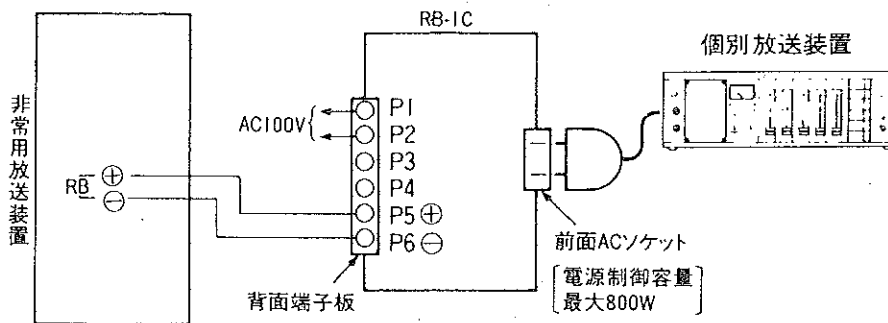 RB-1C
個別放送装置
非常用放送装置
RB
⊕
⊖
AC100V
P1
P2
P3
P4
P5⊕
P6⊖
背面端子板
前面ACソケット
電源制御容量
最大800W